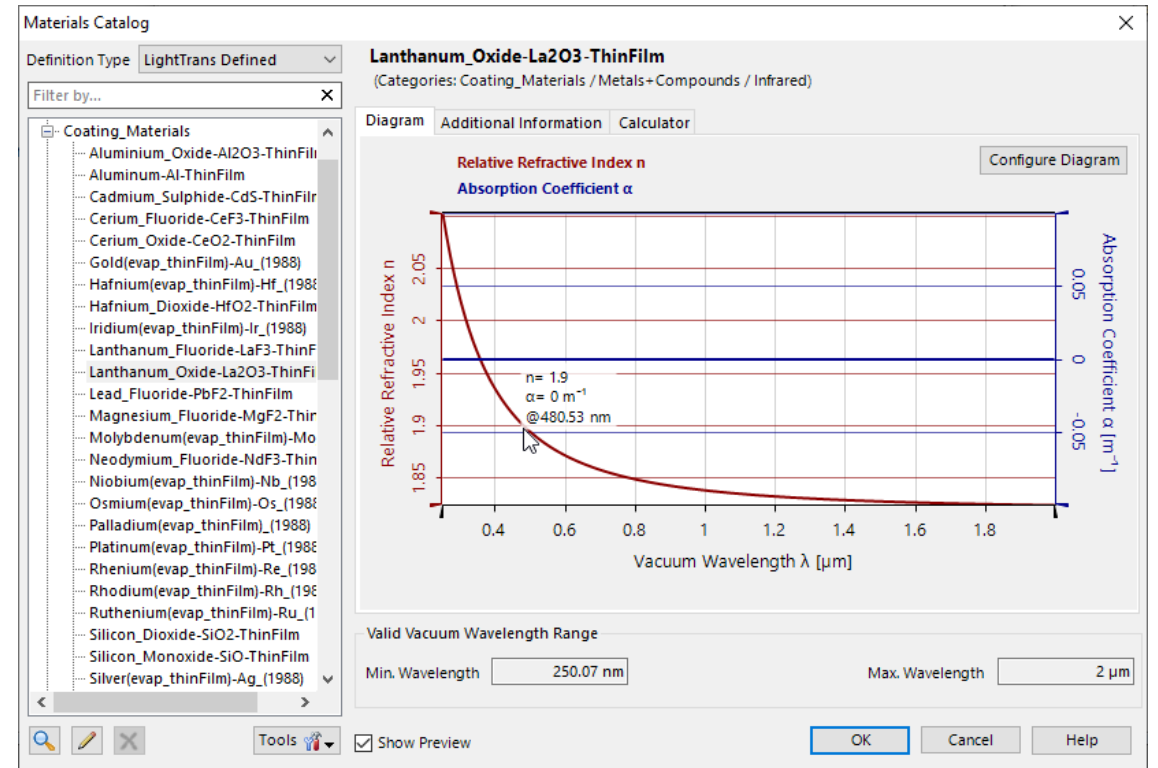 Materials Catalog
Definition Type LightTrans Defined
Filter by...
Coating_Materials
Aluminium_Oxide-Al2O3-ThinFil
Aluminum-Al-ThinFilm
Cadmium_Sulphide-CdS-ThinFilr
Cerium_Fluoride-CeF3-ThinFilm
Cerium_Oxide-CeO2-ThinFilm
Gold(evap_thinFilm)-Au_(1988)
Hafnium(evap_thinFilm)-Hf_(1988
Hafnium_Dioxide-HfO2-ThinFilm
Iridium(evap_thinFilm)-Ir_(1988)
Lanthanum_Fluoride-LaF3-ThinF
Lanthanum_Oxide-La2O3-ThinFi
Lead_Fluoride-PbF2-ThinFilm
Magnesium_Fluoride-MgF2-Thir
Molybdenum(evap_thinFilm)-Mo
Neodymium_Fluoride-NdF3-Thin
Niobium(evap_thinFilm)-Nb_(198
Osmium(evap_thinFilm)-Os_(1988
Palladium(evap_thinFilm)_(1988)
Platinum(evap_thinFilm)-Pt_(1988
Rhenium(evap_thinFilm)-Re_(198
Rhodium(evap_thinFilm)-Rh_(198
Ruthenium(evap_thinFilm)-Ru_(1
Silicon_Dioxide-SiO2-ThinFilm
Silicon_Monoxide-SiO-ThinFilm
Silver(evap_thinFilm)-Ag_(1988)
Tools
Lanthanum_Oxide-La2O3-ThinFilm
(Categories: Coating_Materials / Metals+Compounds / Infrared)
Diagram Additional Information Calculator
Relative Refractive Index n
Absorption Coefficient α
Configure Diagram
Relative Refractive Index n
2.05
2
1.95
1.9
1.85
n= 1.9
α= 0 m⁻¹
@480.53 nm
0.05
0
-0.05
Absorption Coefficient α [m⁻¹]
0.4 0.6 0.8 1 1.2 1.4 1.6 1.8
Vacuum Wavelength λ [µm]
Valid Vacuum Wavelength Range
Min. Wavelength 250.07 nm Max. Wavelength 2 µm
Show Preview OK Cancel Help